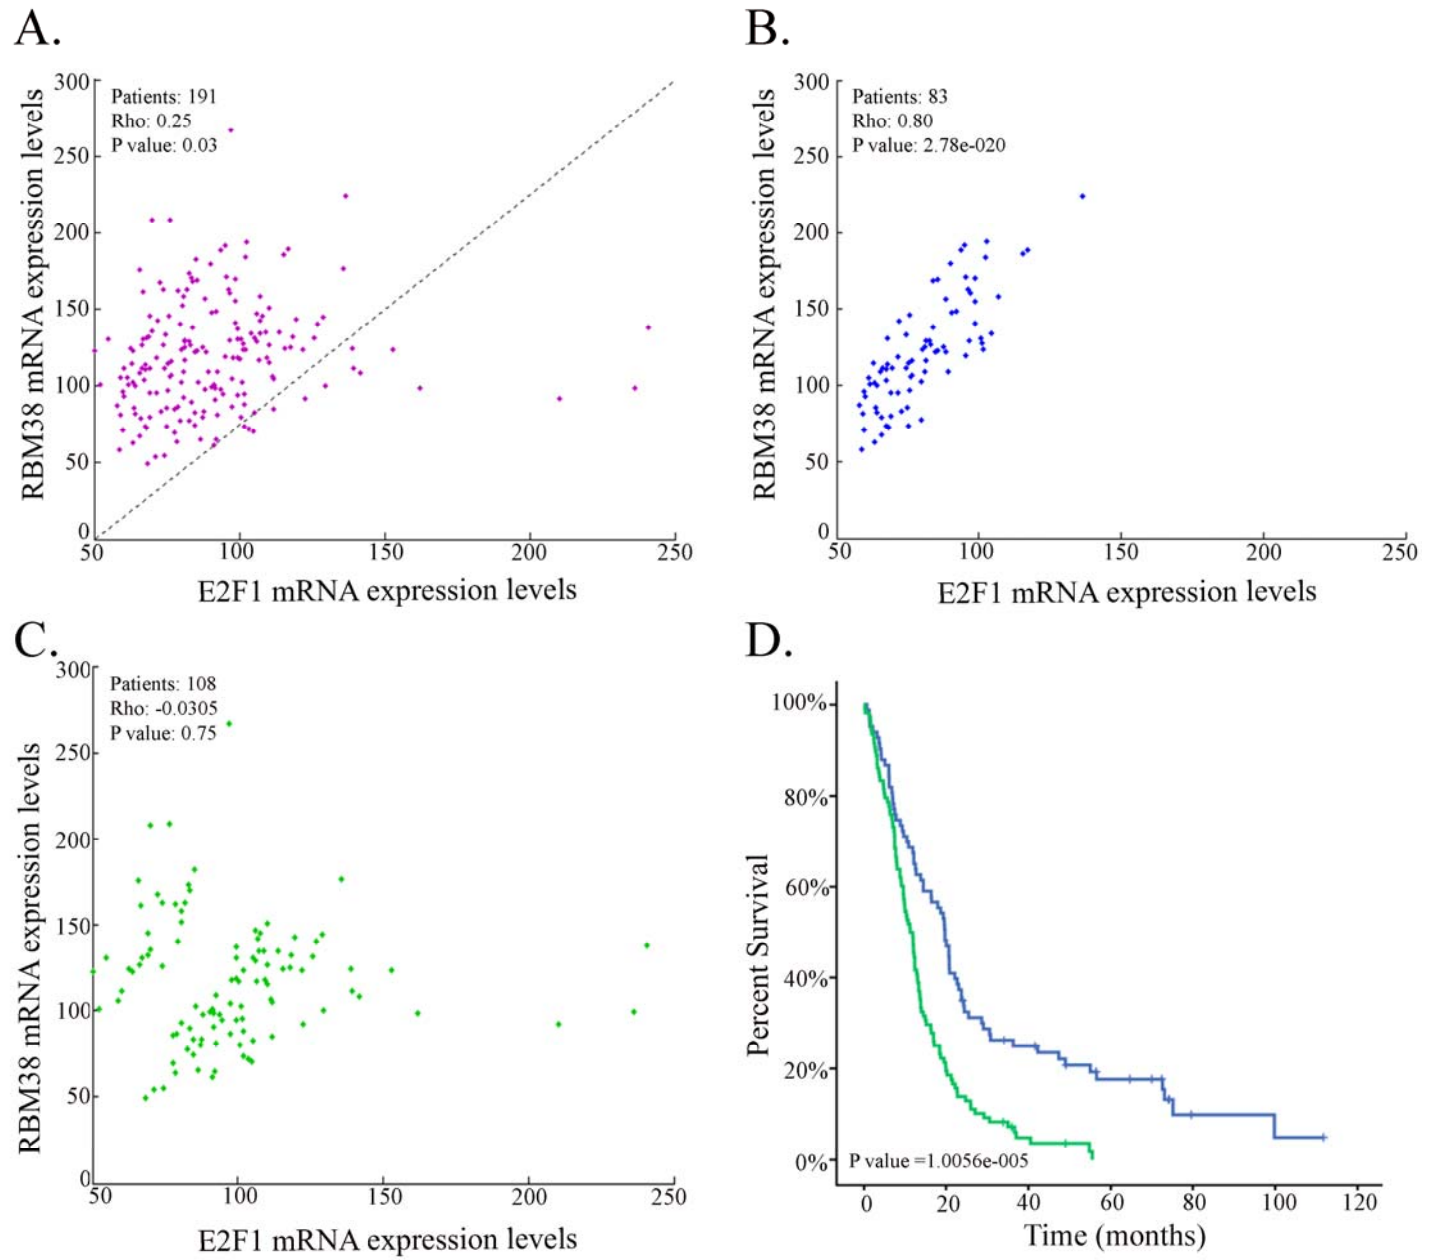 A.
RBM38 mRNA expression levels
300
250
200
150
100
50
0
Patients: 191
Rho: 0.25
P value: 0.03
50
100
150
200
250
E2F1 mRNA expression levels
B.
RBM38 mRNA expression levels
300
250
200
150
100
50
0
Patients: 83
Rho: 0.80
P value: 2.78e-020
50
100
150
200
250
E2F1 mRNA expression levels
C.
RBM38 mRNA expression levels
300
250
200
150
100
50
0
Patients: 108
Rho: -0.0305
P value: 0.75
50
100
150
200
250
E2F1 mRNA expression levels
D.
Percent Survival
100%
80%
60%
40%
20%
0%
P value =1.0056e-005
0
20
40
60
80
100
120
Time (months)